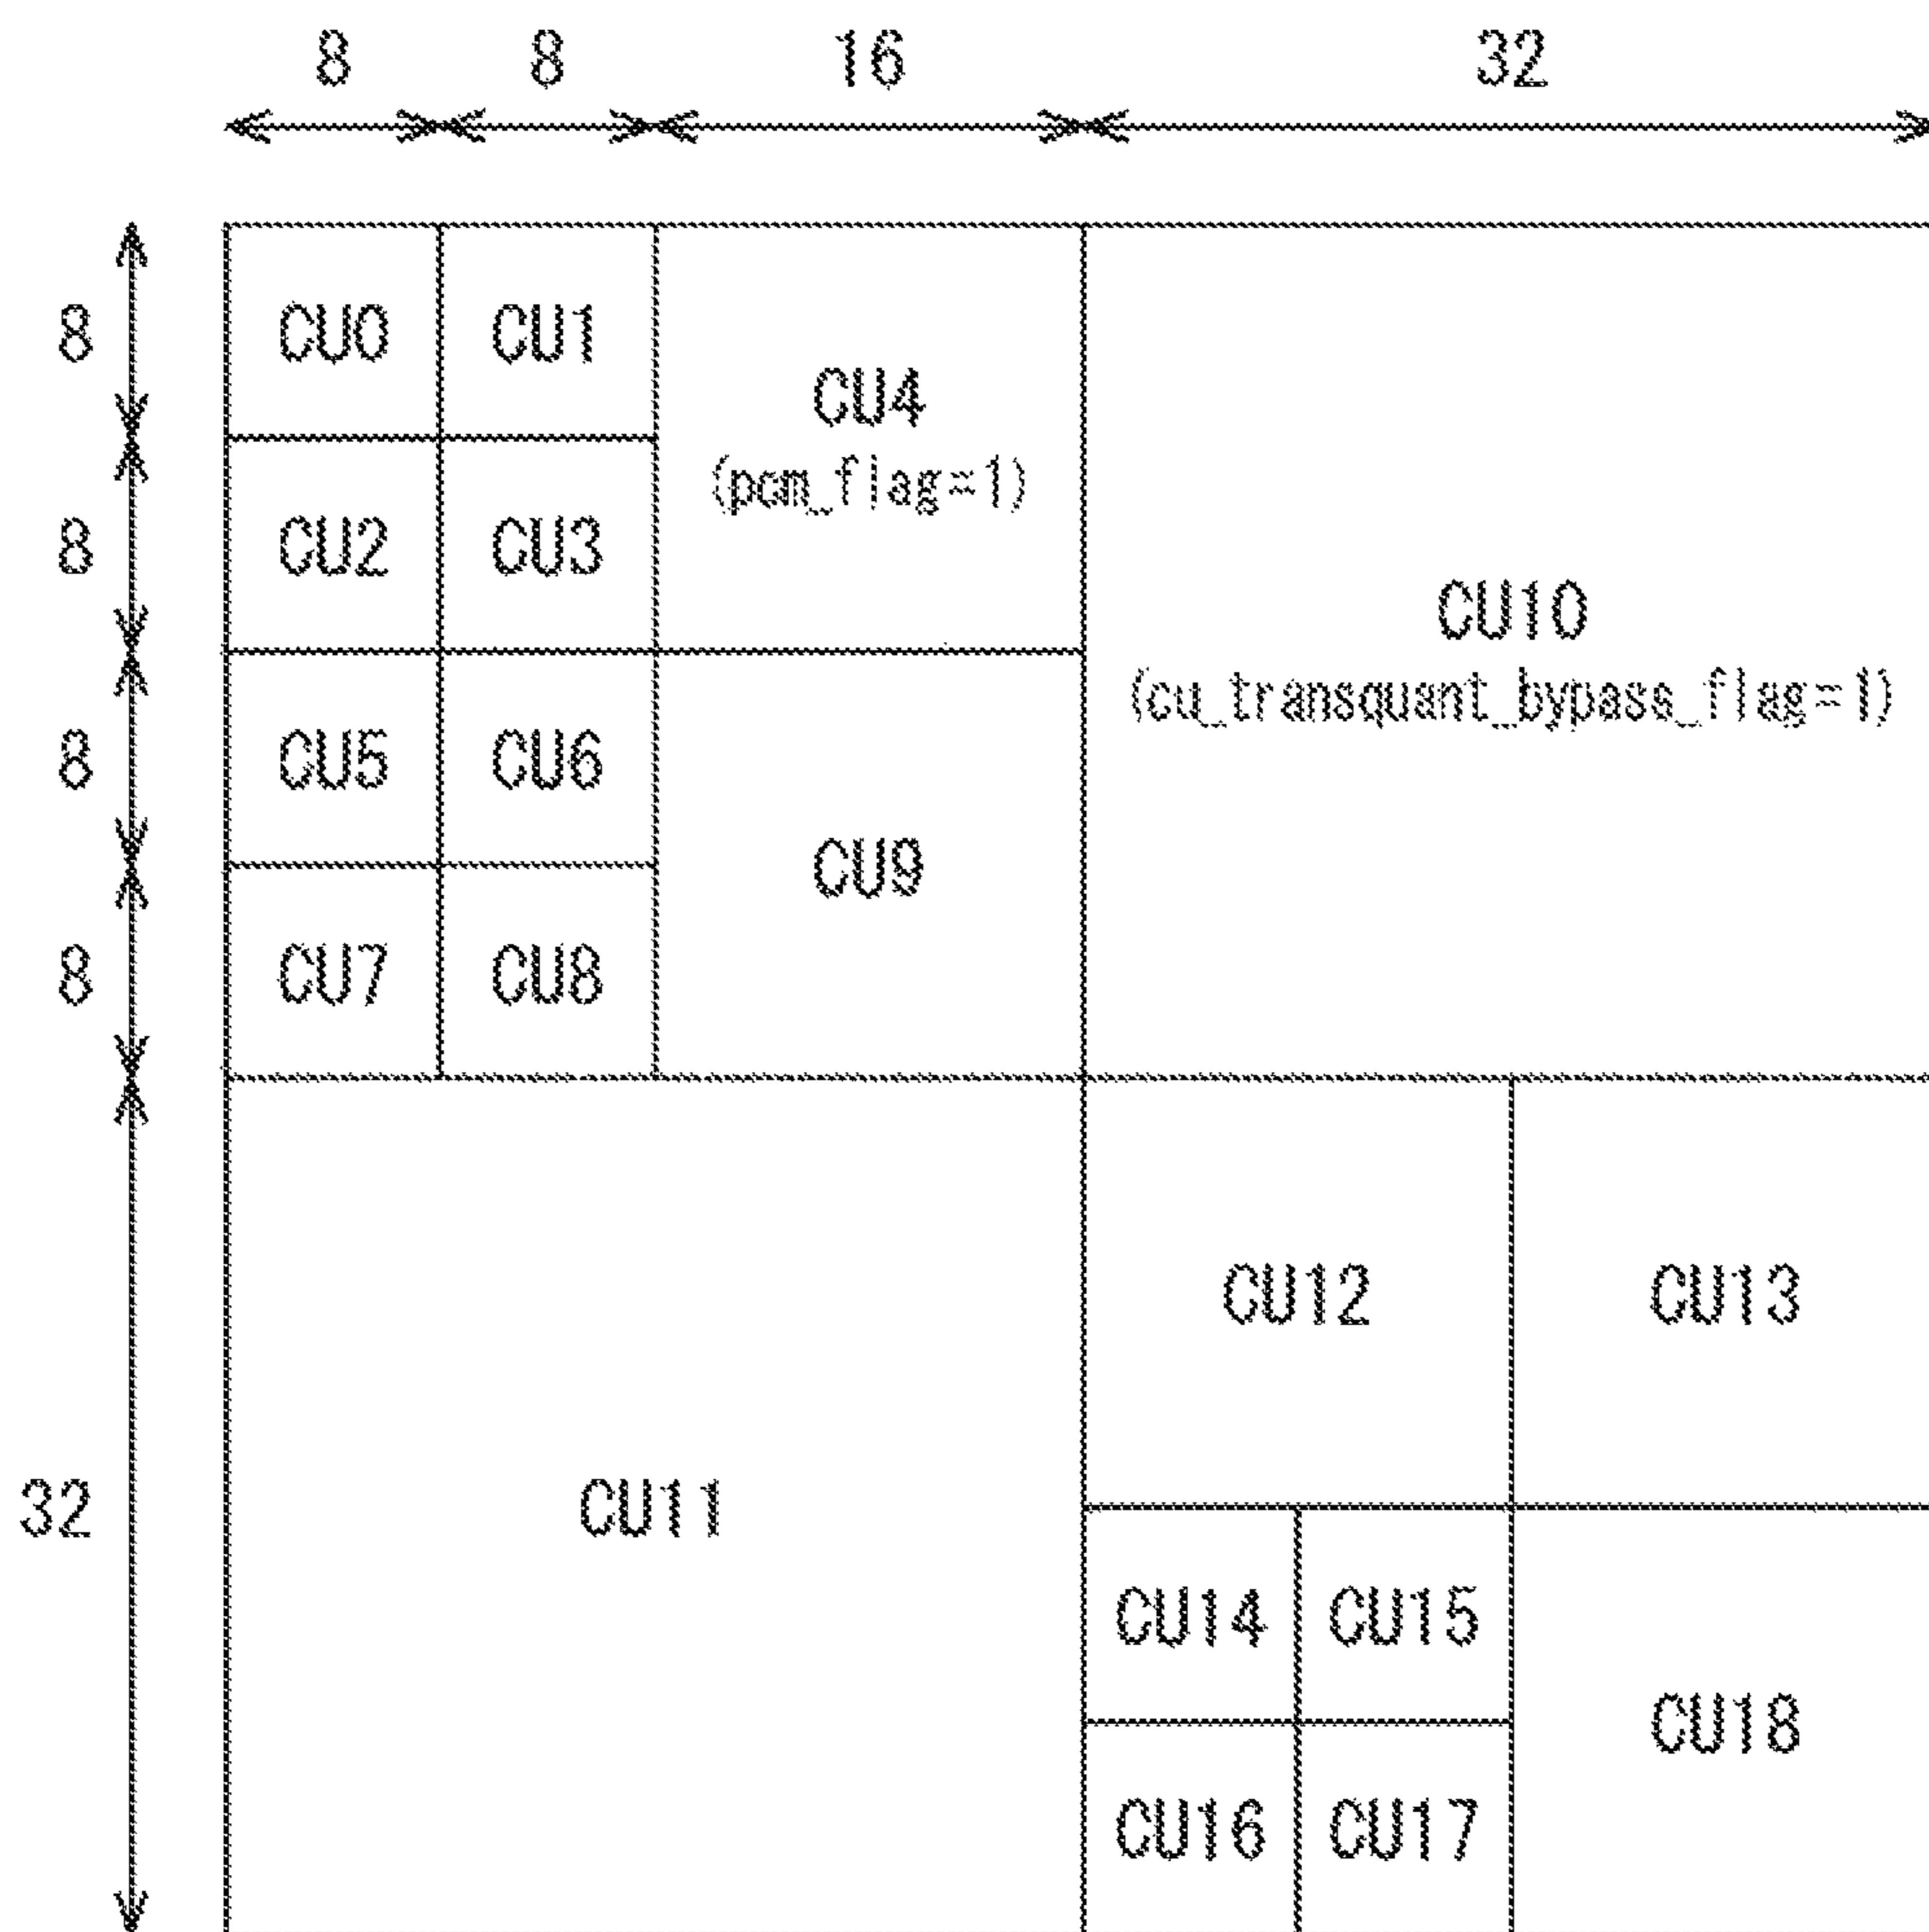 8 8 16 32
8
CU0 CU1
CU4
(pcm_flag=1)
8
CU2 CU3
CU10
(cu_transquant_bypass_flag=1)
8
CU5 CU6
CU9
8
CU7 CU8
CU12 CU13
32
CU11
CU14 CU15
CU18
CU16 CU17